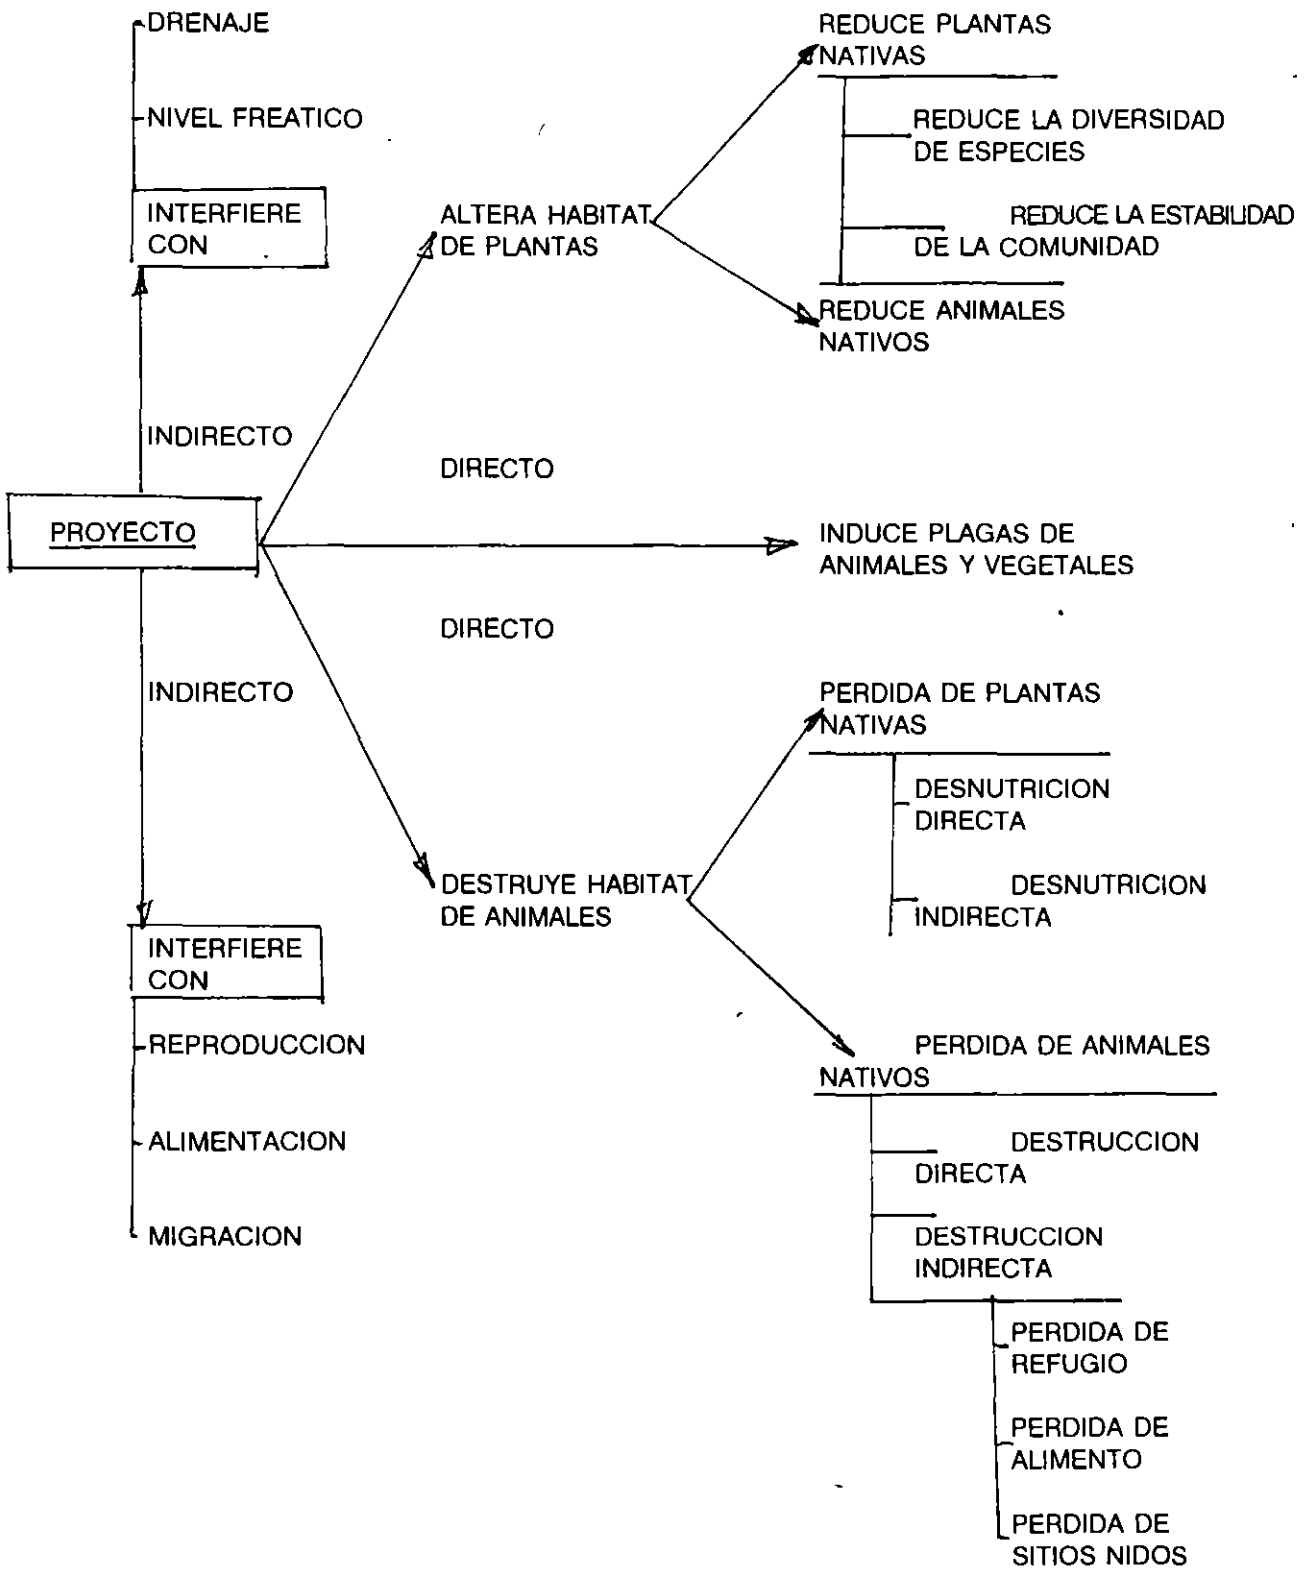 DRENAJE
NIVEL FREATICO
INTERFIERE
CON
INDIRECTO
PROYECTO
INDIRECTO
INTERFIERE
CON
REPRODUCCION
ALIMENTACION
MIGRACION
ALTERA HABITAT
DE PLANTAS
DIRECTO
DIRECTO
DESTRUYE HABITAT
DE ANIMALES
REDUCE PLANTAS
NATIVAS
REDUCE LA DIVERSIDAD
DE ESPECIES
REDUCE LA ESTABILIDAD
DE LA COMUNIDAD
REDUCE ANIMALES
NATIVOS
INDUCE PLAGAS DE
ANIMALES Y VEGETALES
PERDIDA DE PLANTAS
NATIVAS
DESNUTRICION
DIRECTA
DESNUTRICION
INDIRECTA
PERDIDA DE ANIMALES
NATIVOS
DESTRUCCION
DIRECTA
DESTRUCCION
INDIRECTA
PERDIDA DE
REFUGIO
PERDIDA DE
ALIMENTO
PERDIDA DE
SITIOS NIDOS